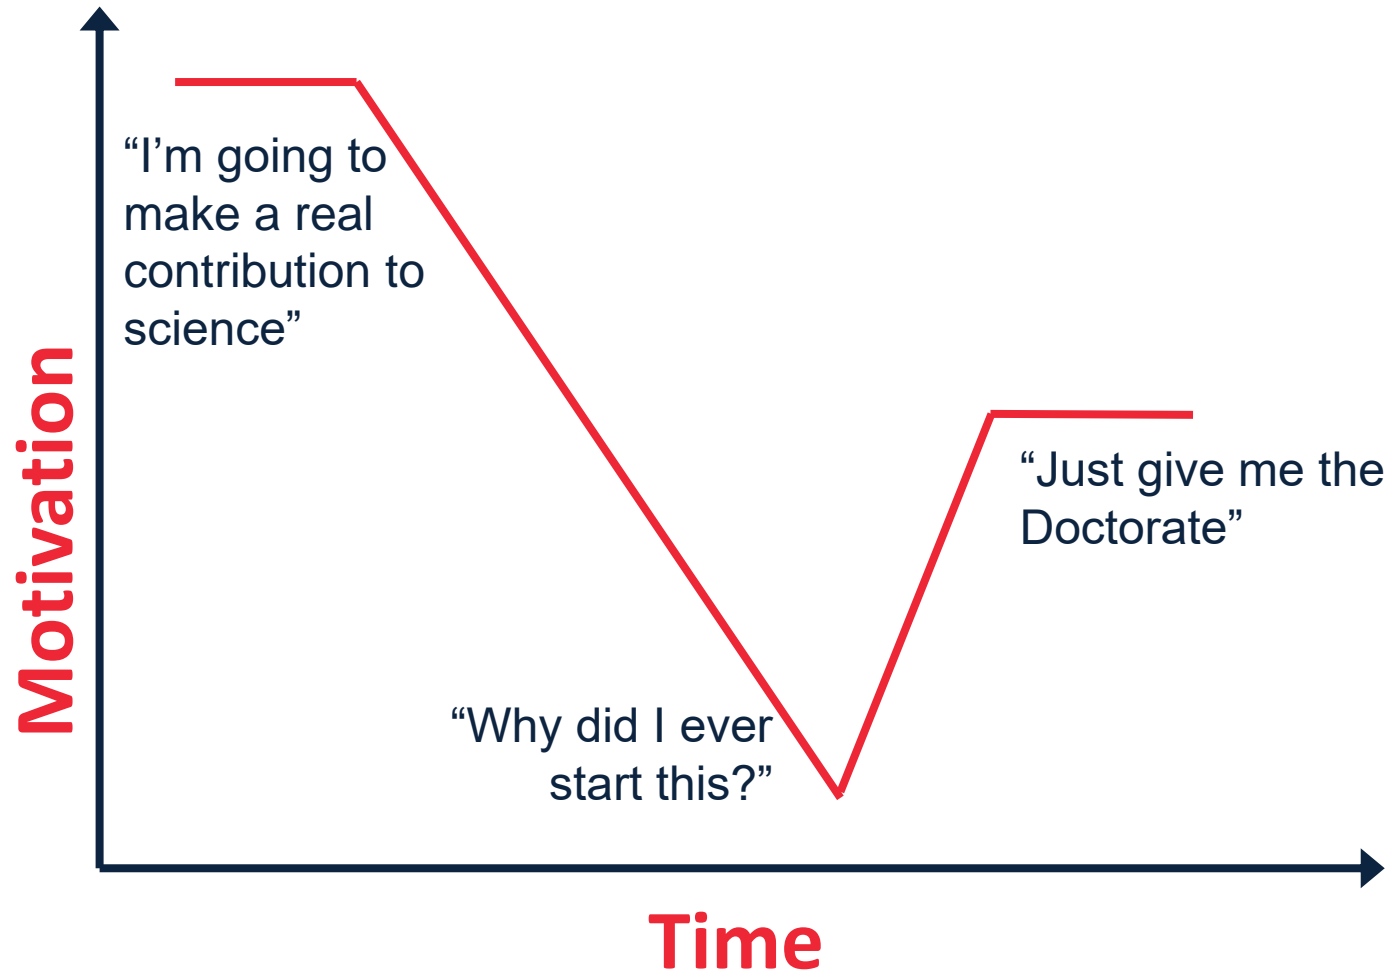 “I’m going to
make a real
contribution to
science”
Motivation
“Just give me the
Doctorate”
“Why did I ever
start this?”
Time